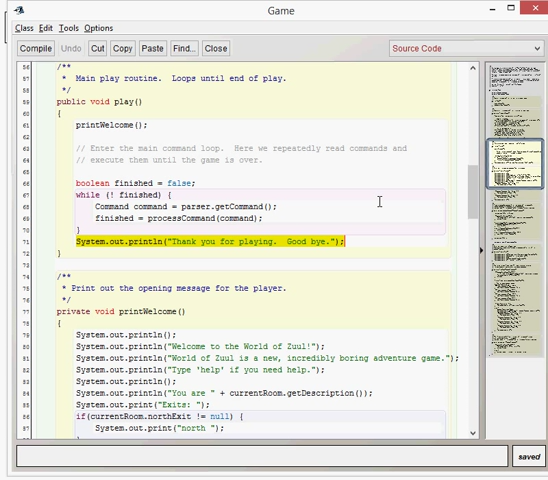 Game
Class Edit Tools Options
Compile Undo Cut Copy Paste Find... Close Source Code
56 /**
57 * Main play routine. Loops until end of play.
58 */
59 public void play()
60 {
61 printWelcome();
62
63 // Enter the main command loop. Here we repeatedly read commands and
64 // execute them until the game is over.
65
66 boolean finished = false;
67 while (! finished) {
68 Command command = parser.getCommand();
69 finished = processCommand(command);
70 }
71 System.out.println("Thank you for playing. Good bye.");
72 }
73
74 /**
75 * Print out the opening message for the player.
76 */
77 private void printWelcome()
78 {
79 System.out.println();
80 System.out.println("Welcome to the World of Zuul!");
81 System.out.println("World of Zuul is a new, incredibly boring adventure game.");
82 System.out.println("Type 'help' if you need help.");
83 System.out.println();
84 System.out.println("You are " + currentRoom.getDescription());
85 System.out.print("Exits: ");
86 if(currentRoom.northExit != null) {
87 System.out.print("north ");
saved